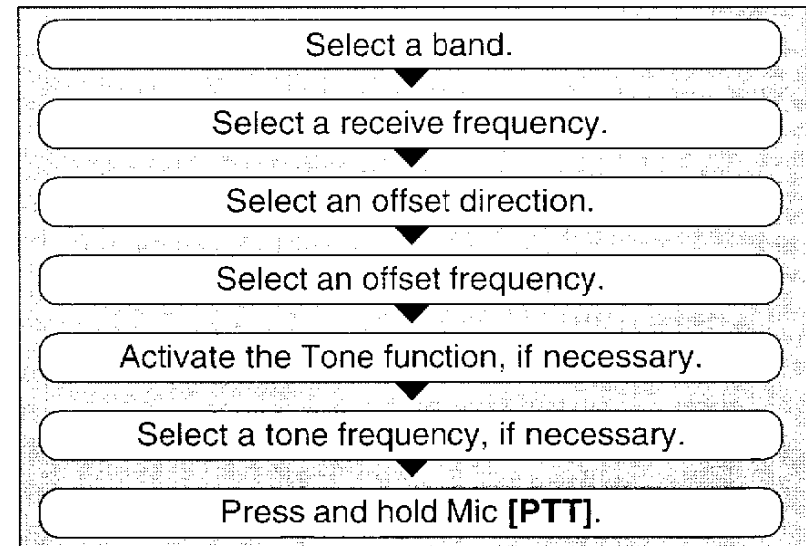 Select a band.
Select a receive frequency.
Select an offset direction.
Select an offset frequency.
Activate the Tone function, if necessary.
Select a tone frequency, if necessary.
Press and hold Mic [PTT].